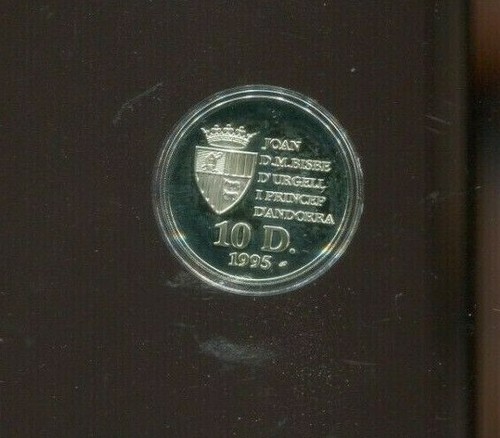 JOAN
D.M.BISBE
D'URGELL
I PRINCEP
D'ANDORRA
10 D.
1995